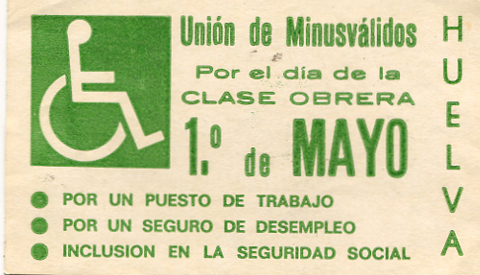 Unión de Minusválidos
Por el día de la
CLASE OBRERA
1.º de MAYO
POR UN PUESTO DE TRABAJO
POR UN SEGURO DE DESEMPLEO
INCLUSION EN LA SEGURIDAD SOCIAL
HUELVA